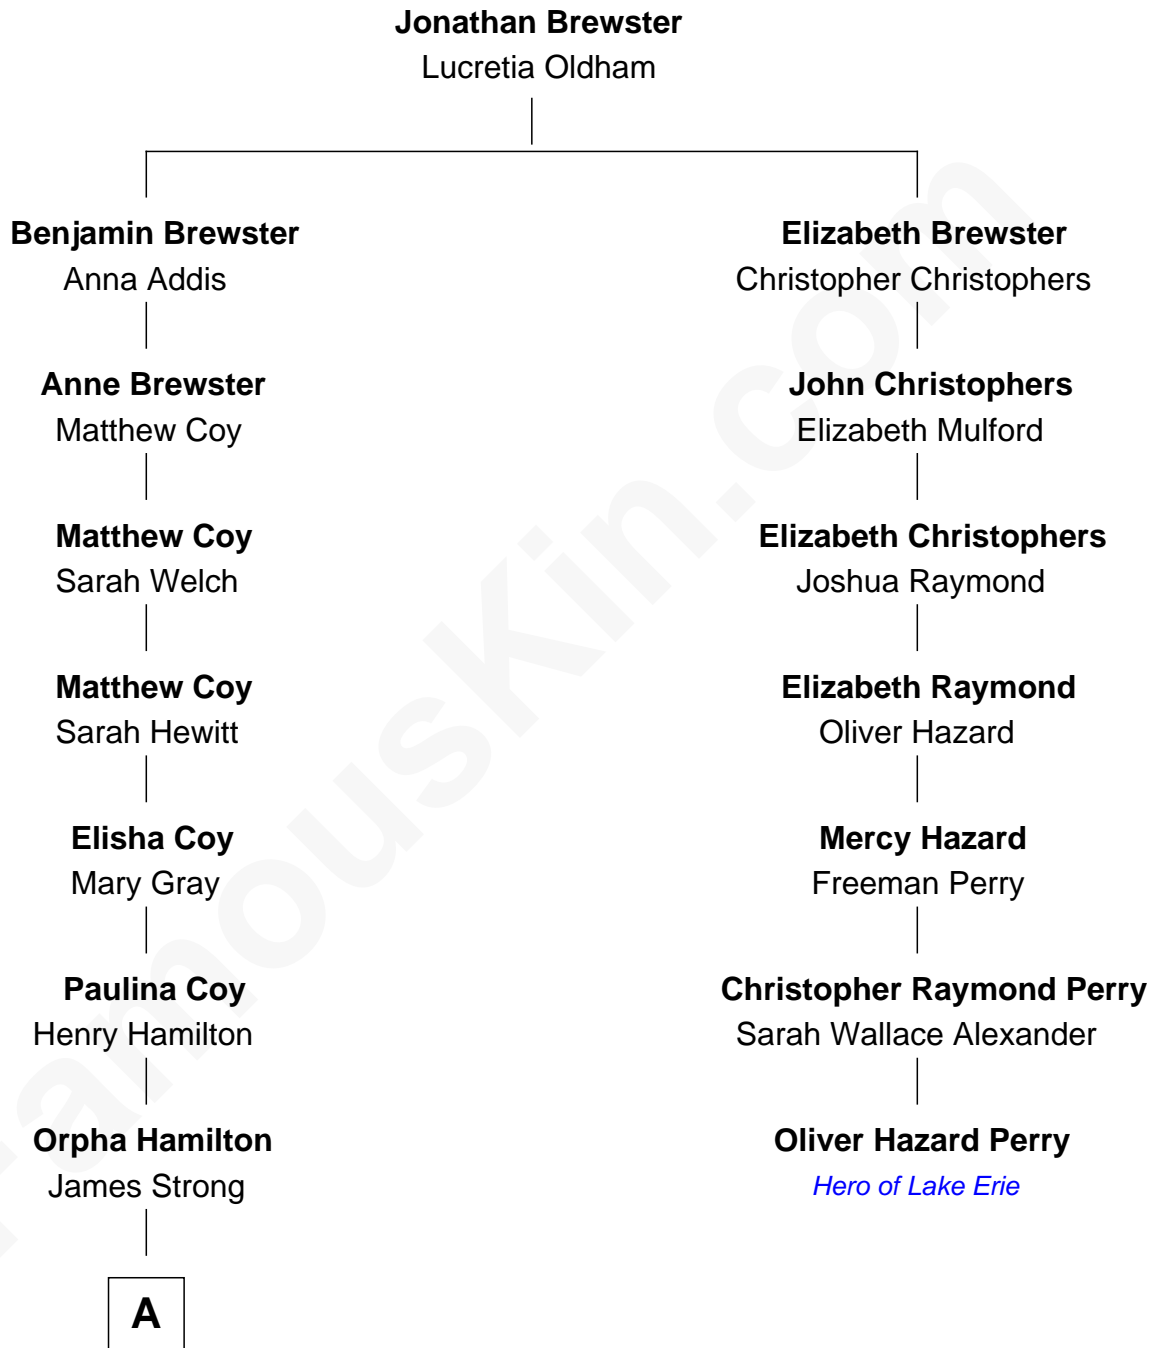 Jonathan Brewster
Lucretia Oldham
Benjamin Brewster
Anna Addis
Anne Brewster
Matthew Coy
Matthew Coy
Sarah Welch
Matthew Coy
Sarah Hewitt
Elisha Coy
Mary Gray
Paulina Coy
Henry Hamilton
Orpha Hamilton
James Strong
A
Elizabeth Brewster
Christopher Christophers
John Christophers
Elizabeth Mulford
Elizabeth Christophers
Joshua Raymond
Elizabeth Raymond
Oliver Hazard
Mercy Hazard
Freeman Perry
Christopher Raymond Perry
Sarah Wallace Alexander
Oliver Hazard Perry
Hero of Lake Erie
FamousKin.com